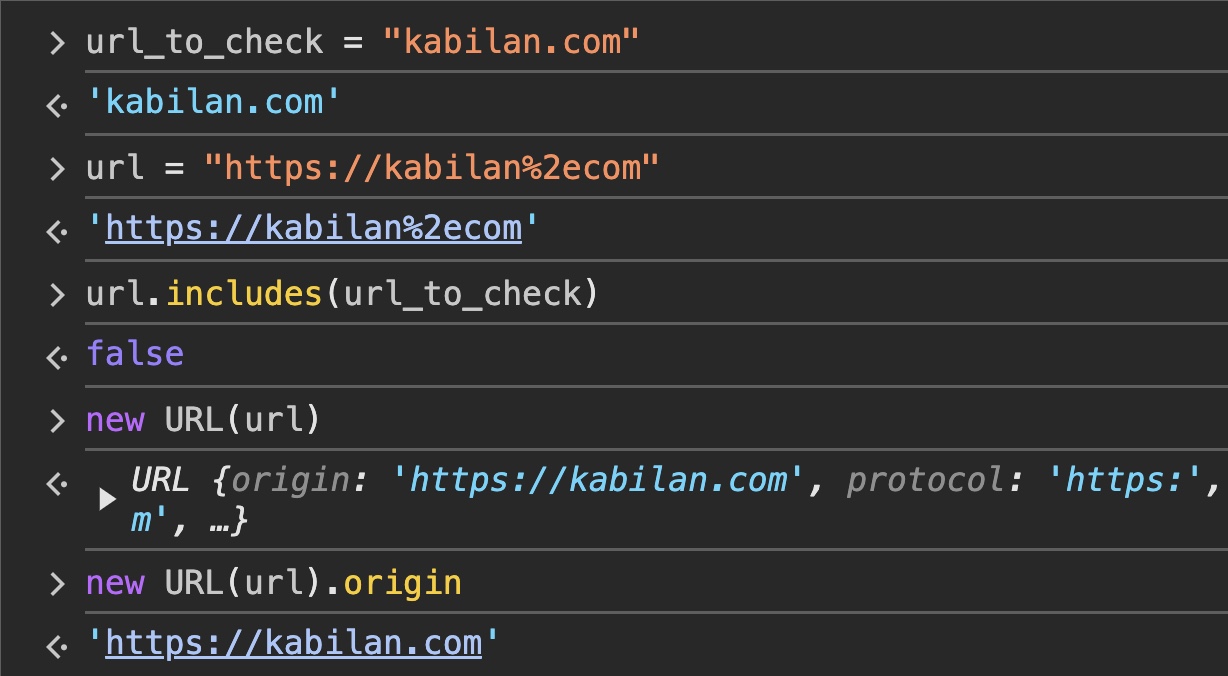 > url_to_check = "kabilan.com"
'kabilan.com'
> url = "https://kabilan%2ecom"
'https://kabilan%2ecom'
> url.includes(url_to_check)
false
> new URL(url)
URL {origin: 'https://kabilan.com', protocol: 'https:',
m', …}
> new URL(url).origin
'https://kabilan.com'